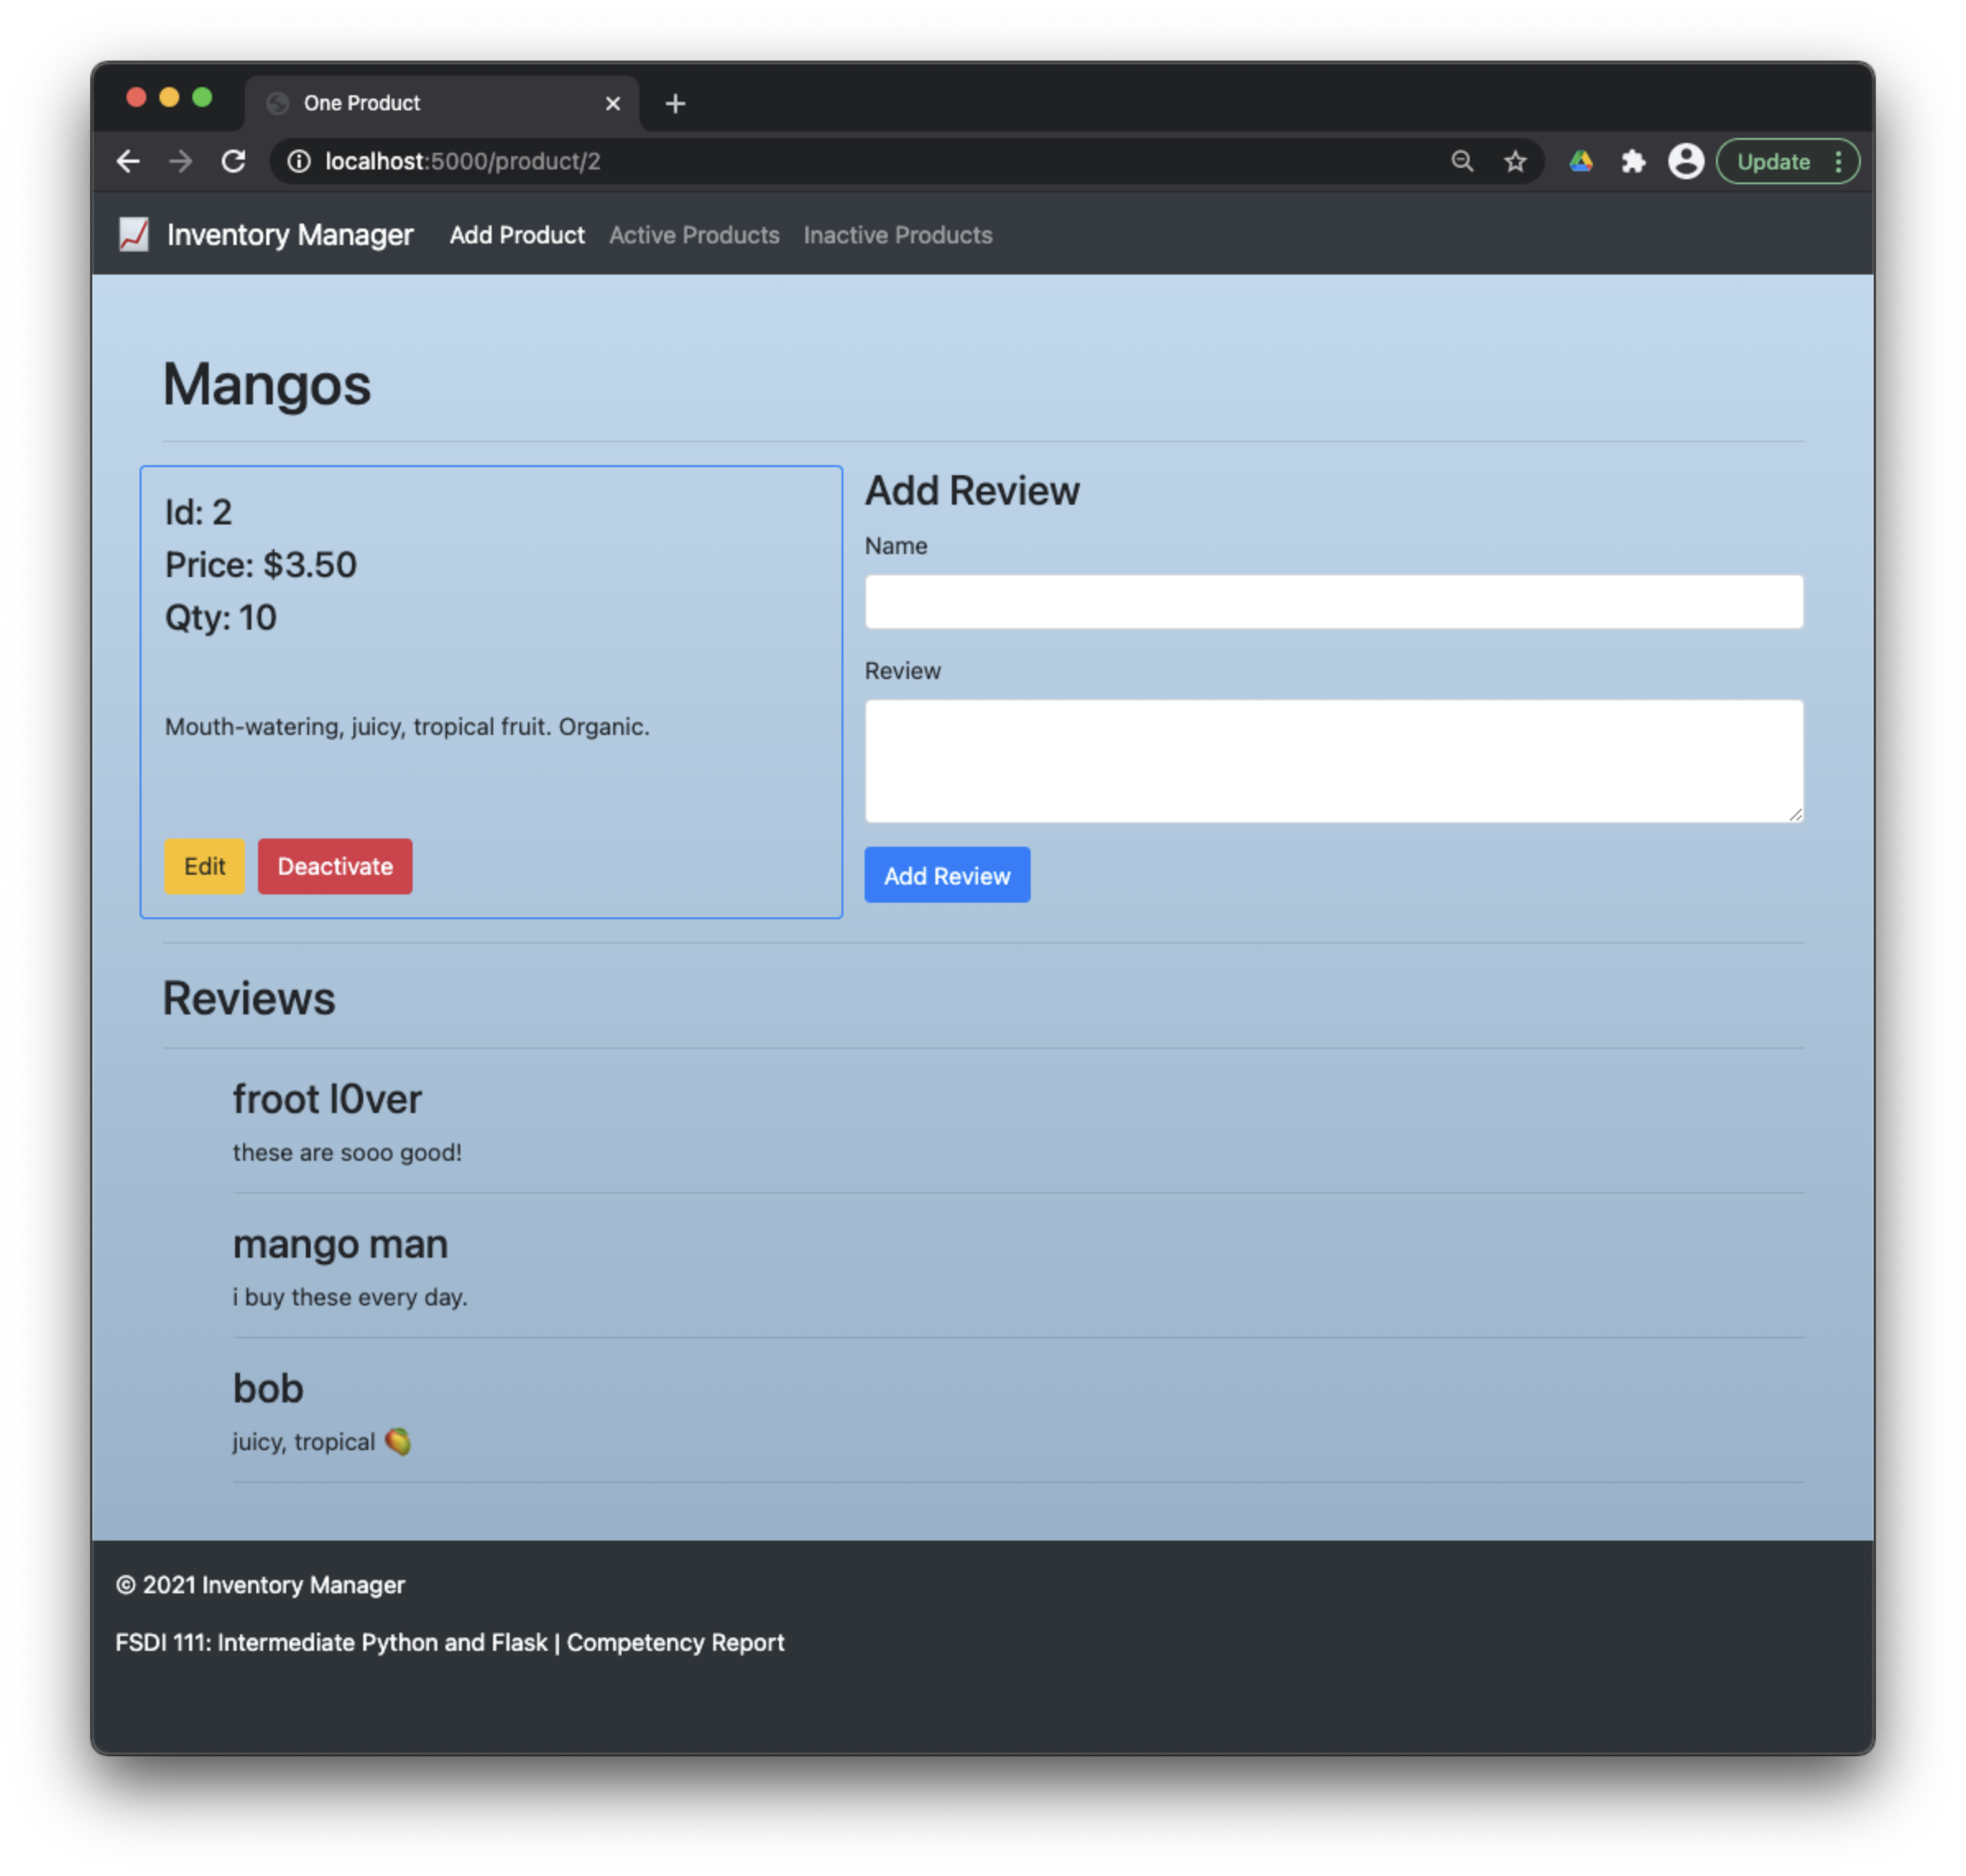 One Product
localhost:5000/product/2
Update
Inventory Manager Add Product Active Products Inactive Products
Mangos
Id: 2
Price: $3.50
Qty: 10
Mouth-watering, juicy, tropical fruit. Organic.
Edit Deactivate
Add Review
Name
Review
Add Review
Reviews
froot l0ver
these are sooo good!
mango man
i buy these every day.
bob
juicy, tropical 🥭
© 2021 Inventory Manager
FSDI 111: Intermediate Python and Flask | Competency Report